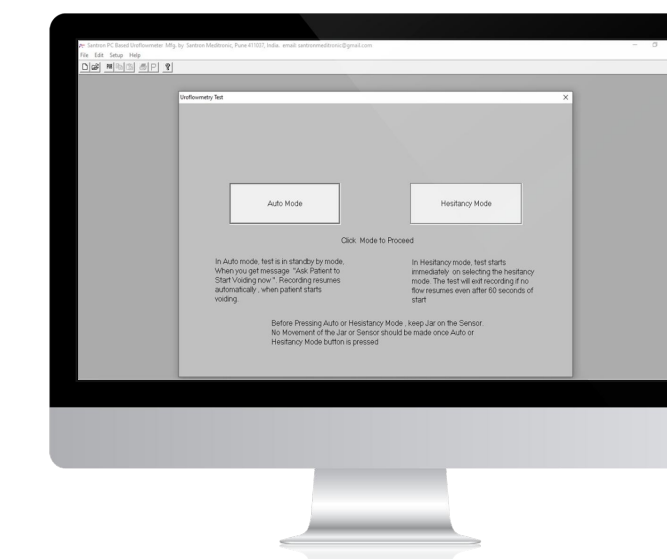 Sentron PC Based Uroflowmeter Mfg. by Sentron Meditronic, Pune 411037, India. email: sentronmeditronic@gmail.com
File Edit Setup Help
Uroflowmetry Test
Auto Mode
Hesitancy Mode
Click Mode to Proceed
In Auto mode, test is in standby by mode,
When you get message "Ask Patient to
Start Voiding now ". Recording resumes
automatically , when patient starts
voiding.
In Hesitancy mode, test starts
immediately on selecting the hesitancy
mode. The test will exit recording if no
flow resumes even after 60 seconds of
start
Before Pressing Auto or Hesistancy Mode , keep Jar on the Sensor.
No Movement of the Jar or Sensor should be made once Auto or
Hesitancy Mode button is pressed